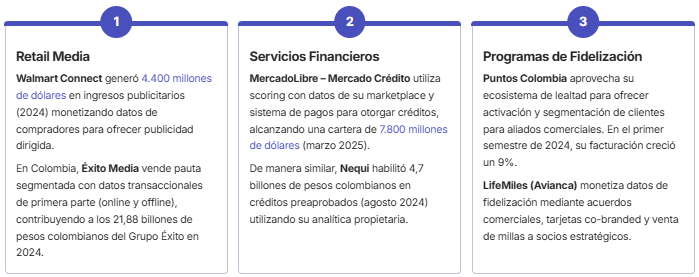 1
Retail Media
Walmart Connect generó 4.400 millones
de dólares en ingresos publicitarios
(2024) monetizando datos de
compradores para ofrecer publicidad
dirigida.
En Colombia, Éxito Media vende pauta
segmentada con datos transaccionales
de primera parte (online y offline),
contribuyendo a los 21,88 billones de
pesos colombianos del Grupo Éxito en
2024.
2
Servicios Financieros
MercadoLibre – Mercado Crédito utiliza
scoring con datos de su marketplace y
sistema de pagos para otorgar créditos,
alcanzando una cartera de 7.800 millones
de dólares (marzo 2025).
De manera similar, Nequi habilitó 4,7
billones de pesos colombianos en
créditos preaprobados (agosto 2024)
utilizando su analítica propietaria.
3
Programas de Fidelización
Puntos Colombia aprovecha su
ecosistema de lealtad para ofrecer
activación y segmentación de clientes
para aliados comerciales. En el primer
semestre de 2024, su facturación creció
un 9%.
LifeMiles (Avianca) monetiza datos de
fidelización mediante acuerdos
comerciales, tarjetas co-branded y venta
de millas a socios estratégicos.